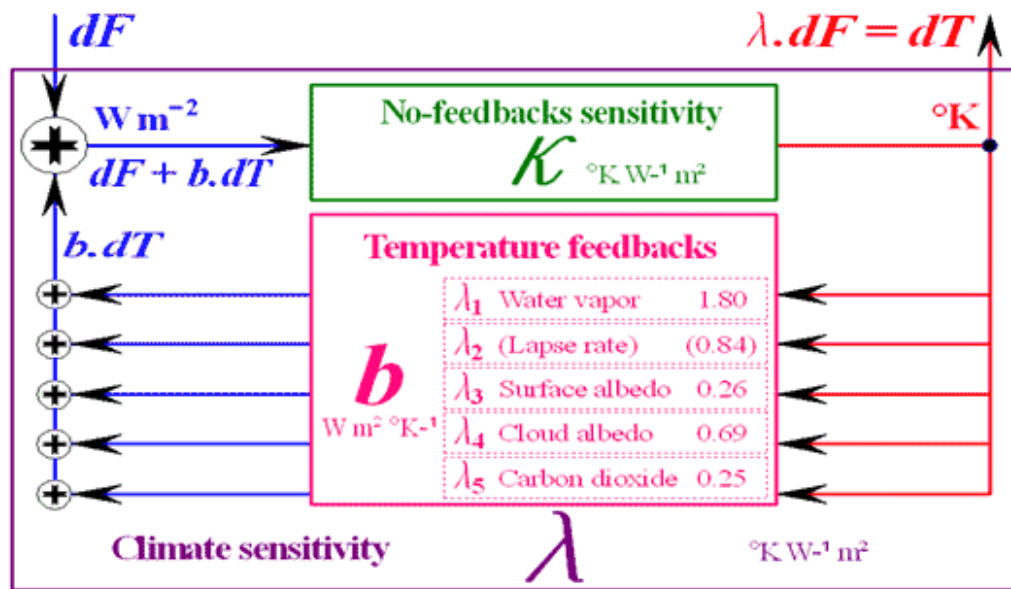 dF
λ.dF = dT
W m⁻²
dF + b.dT
No-feedbacks sensitivity
K °K W-¹ m²
°K
b.dT
Temperature feedbacks
b
W m² °K-¹
λ₁ Water vapor 1.80
λ₂ (Lapse rate) (0.84)
λ₃ Surface albedo 0.26
λ₄ Cloud albedo 0.69
λ₅ Carbon dioxide 0.25
Climate sensitivity λ °K W-¹ m²